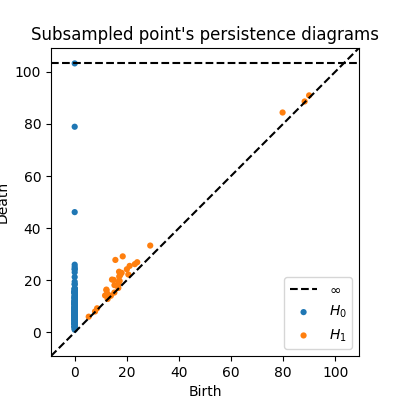 Subsampled point's persistence diagrams
100
80
60
40
20
0
Death
0 20 40 60 80 100
Birth
∞
H₀
H₁